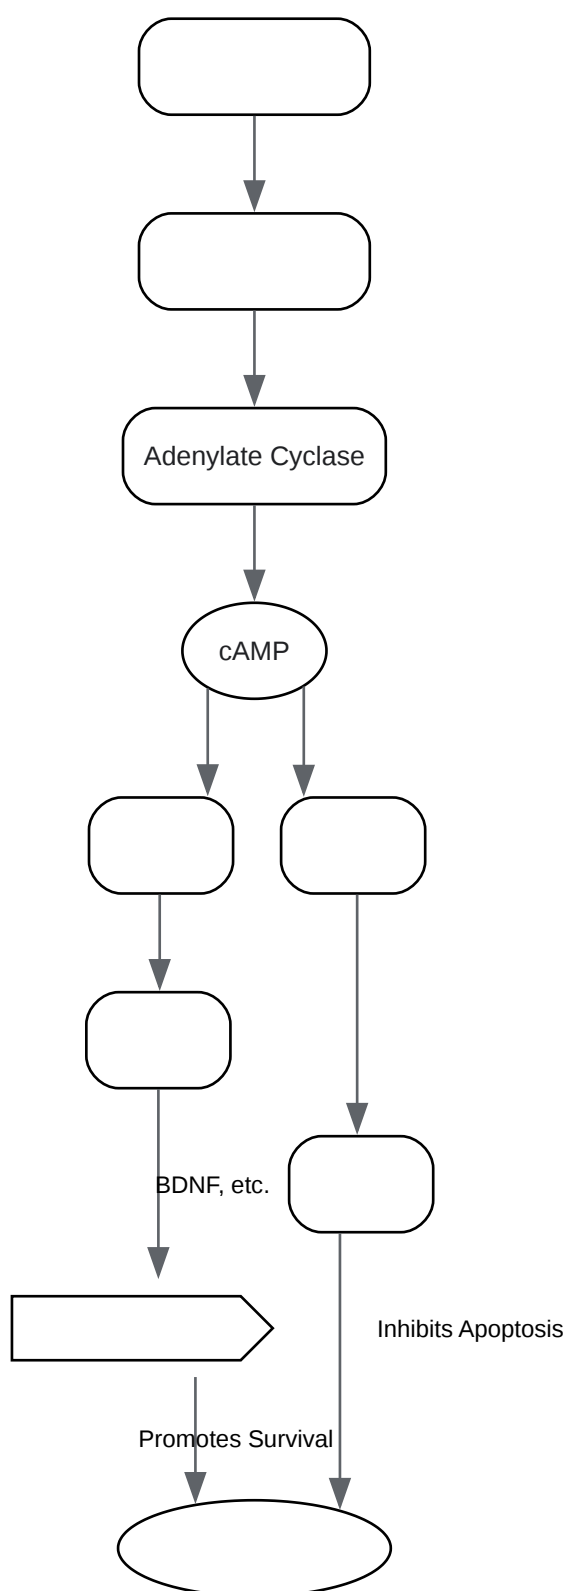 Adenylate Cyclase
cAMP
BDNF, etc.
Inhibits Apoptosis
Promotes Survival